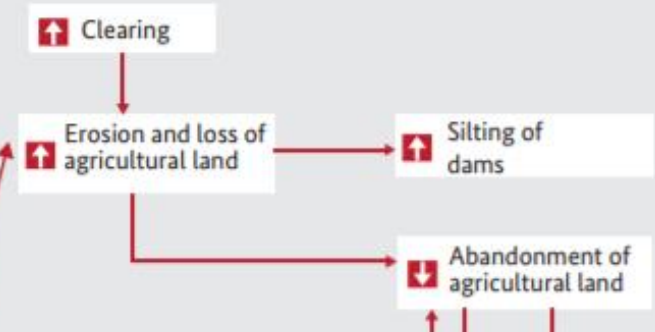 Clearing
Erosion and loss of
agricultural land
Silting of
dams
Abandonment of
agricultural land